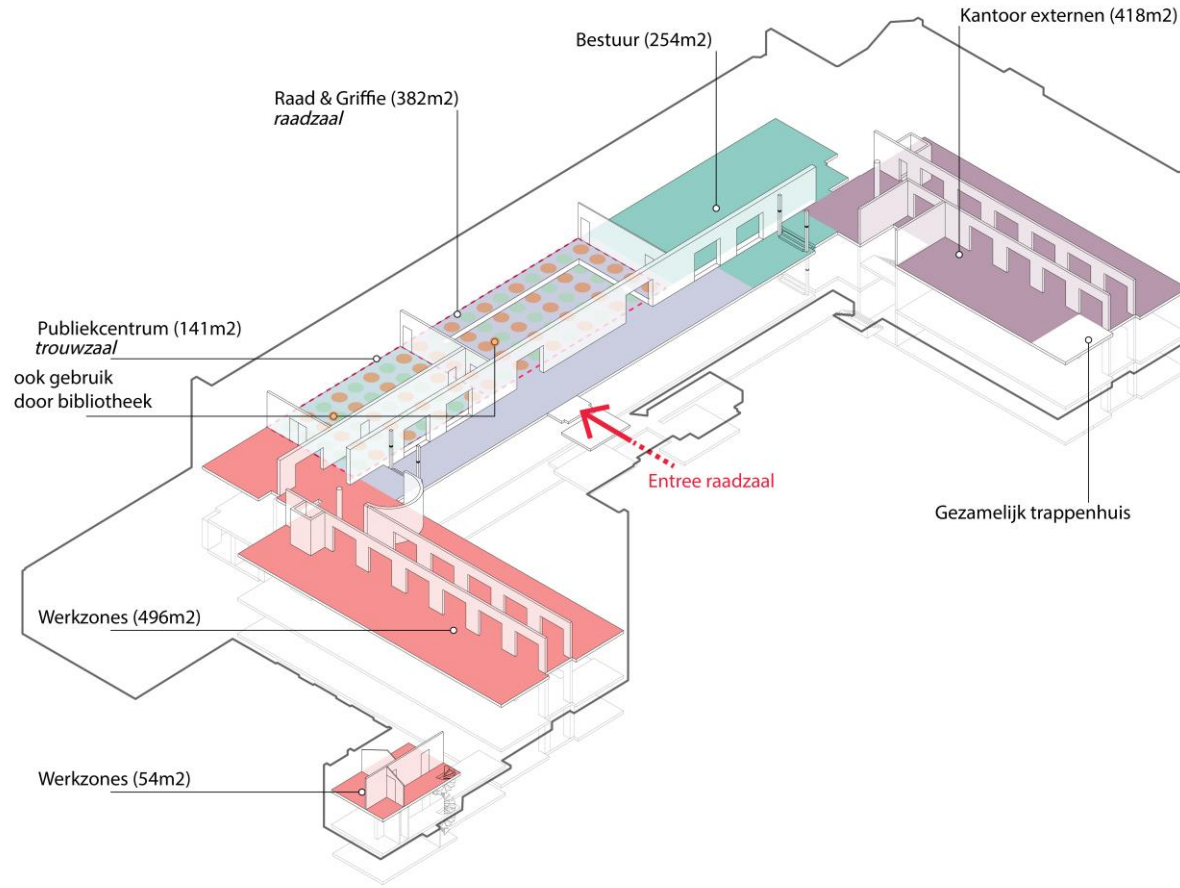 Kantoor externen (418m2)
Bestuur (254m2)
Raad & Griffie (382m2)
raadzaal
Publiekcentrum (141m2)
trouwzaal
ook gebruik
door bibliotheek
Entree raadzaal
Gezamelijk trappenhuis
Werkzones (496m2)
Werkzones (54m2)